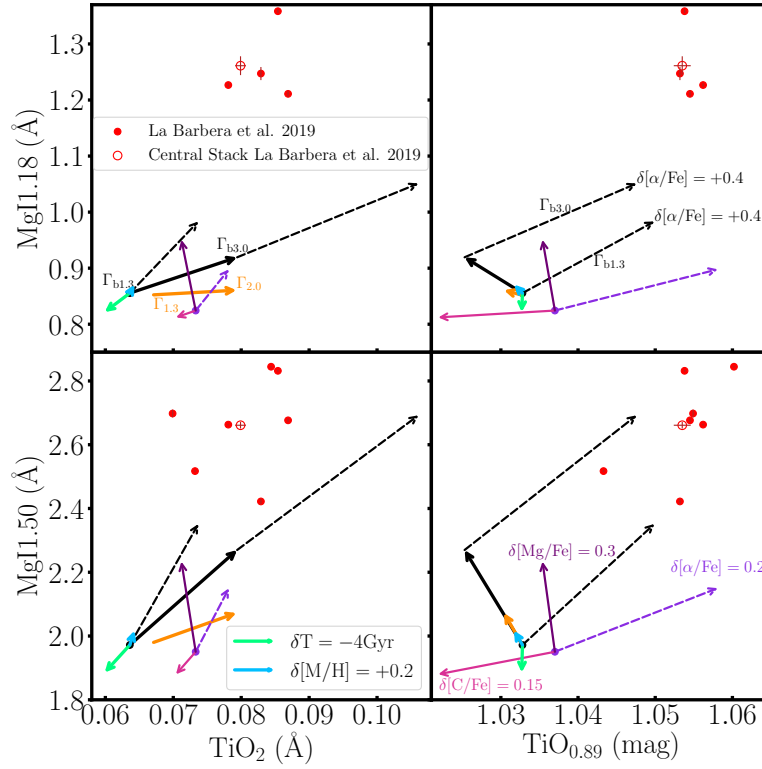 1.3
1.2
1.1
1.0
0.9
0.8
MgI1.18 (Å)
La Barbera et al. 2019
Central Stack La Barbera et al. 2019
Γb1.3
Γb3.0
Γ2.0
Γ1.3
δ[α/Fe] = +0.4
Γb3.0
δ[α/Fe] = +0.4
Γb1.3
2.8
2.6
2.4
2.2
2.0
1.8
MgI1.50 (Å)
δT = −4Gyr
δ[M/H] = +0.2
δ[Mg/Fe] = 0.3
δ[α/Fe] = 0.2
δ[C/Fe] = 0.15
0.06 0.07 0.08 0.09 0.10
1.03 1.04 1.05 1.06
TiO2 (Å)
TiO0.89 (mag)